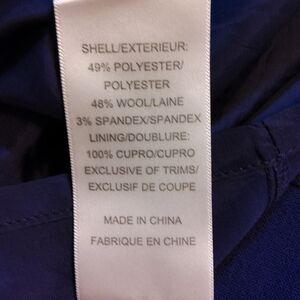 SHELL/EXTERIEUR:
49% POLYESTER/
POLYESTER
48% WOOL/LAINE
3% SPANDEX/SPANDEX
LINING/DOUBLURE:
100% CUPRO/CUPRO
EXCLUSIVE OF TRIMS/
EXCLUSIF DE COUPE
MADE IN CHINA
FABRIQUE EN CHINE